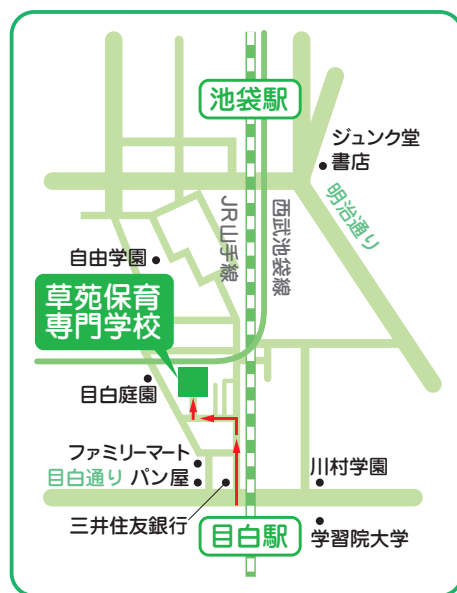 池袋駅
ジュンク堂
書店
明治通り
JR山手線
西武池袋線
自由学園
草苑保育
専門学校
目白庭園
ファミリーマート
目白通り パン屋
川村学園
三井住友銀行
目白駅
学習院大学